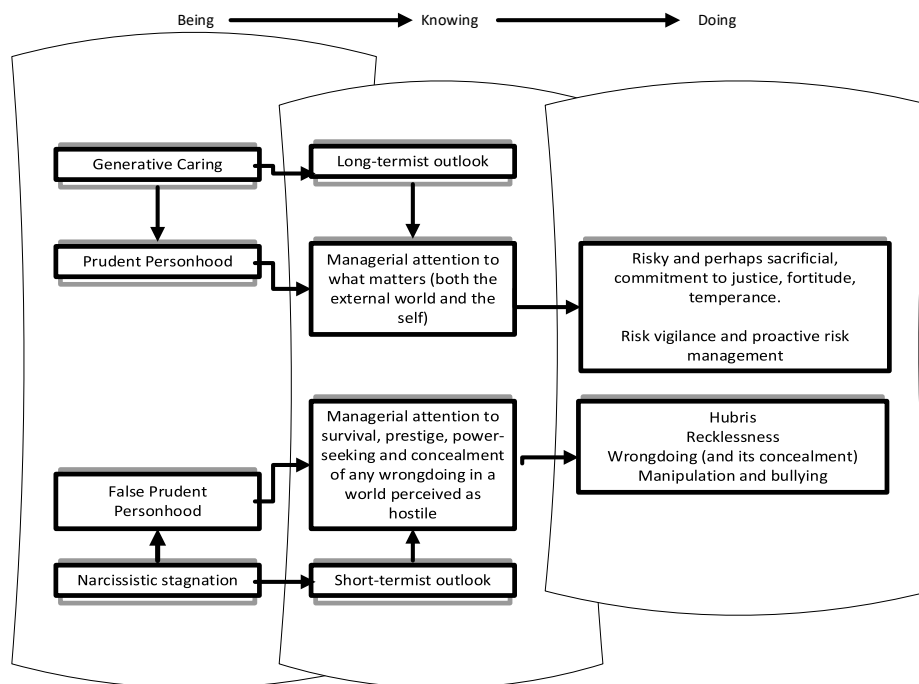 Being
Knowing
Doing
Generative Caring
Long-termist outlook
Prudent Personhood
Managerial attention to
what matters (both the
external world and the
self)
Risky and perhaps sacrificial,
commitment to justice, fortitude,
temperance.
Risk vigilance and proactive risk
management
False Prudent
Personhood
Managerial attention to
survival, prestige, power-
seeking and concealment
of any wrongdoing in a
world perceived as
hostile
Hubris
Recklessness
Wrongdoing (and its concealment)
Manipulation and bullying
Narcissistic stagnation
Short-termist outlook